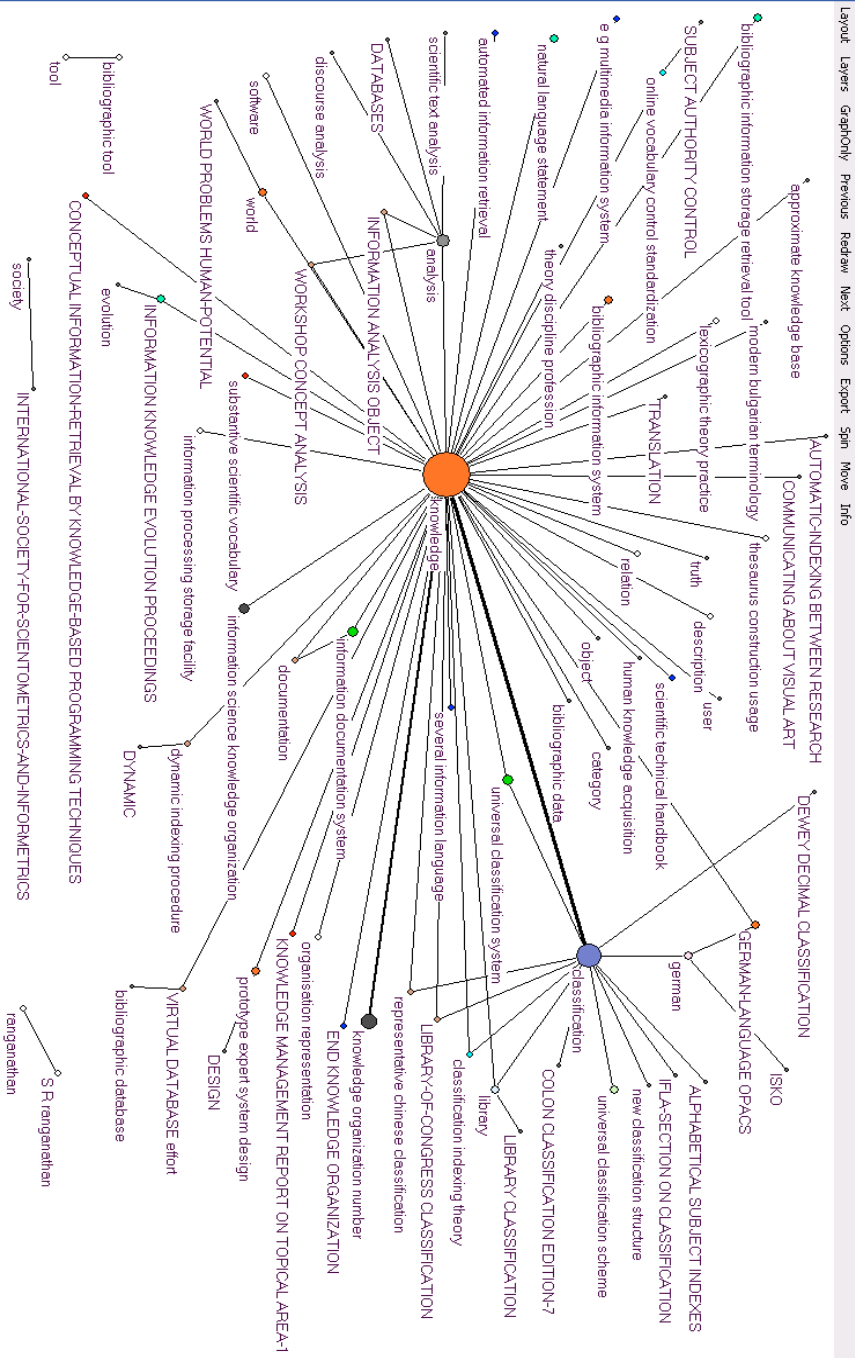 Layout Layers GraphOnly Previous Redraw Next Options Export Spin Move Info
bibliographic information storage retrieval tool
SUBJECT AUTHORITY CONTROL
online vocabulary control standardization
e g multimedia information system
natural language statement
automated information retrieval
scientific text analysis
DATABASES
discourse analysis
software
WORLD PROBLEMS HUMAN-POTENTIAL
bibliographic tool
tool
approximate knowledge base
modern bulgarian terminology
lexicographic theory practice
TRANSLATION
bibliographic information system
theory discipline profession
analysis
INFORMATION ANALYSIS OBJECT
WORKSHOP CONCEPT ANALYSIS
world
CONCEPTUAL INFORMATION-RETRIEVAL BY KNOWLEDGE-BASED PROGRAMMING TECHNIQUES
INFORMATION KNOWLEDGE EVOLUTION PROCEEDINGS
evolution
society
INTERNATIONAL-SOCIETY-FOR-SCIENTOMETRICS-AND-INFORMETRICS
substantive scientific vocabulary
information processing storage facility
AUTOMATIC-INDEXING BETWEEN RESEARCH
COMMUNICATING ABOUT VISUAL ART
thesaurus construction usage
truth
relation
description
user
knowledge
object
human knowledge acquisition
scientific technical handbook
category
bibliographic data
information science knowledge organization
information documentation system
documentation
several information language
universal classification system
dynamic indexing procedure
DYNAMIC
DEWEY DECIMAL CLASSIFICATION
GERMAN-LANGUAGE OPACS
german
ISKO
classification
organisation representation
KNOWLEDGE MANAGEMENT REPORT ON TOPICAL AREA-1
prototype expert system design
DESIGN
VIRTUAL DATABASE effort
bibliographic database
representative chinese classification
LIBRARY-OF-CONGRESS CLASSIFICATION
knowledge organization number
END KNOWLEDGE ORGANIZATION
classification indexing theory
library
LIBRARY CLASSIFICATION
COLON CLASSIFICATION EDITION-7
universal classification scheme
new classification structure
IFLA-SECTION ON CLASSIFICATION
ALPHABETICAL SUBJECT INDEXES
S R ranganathan
ranganathan